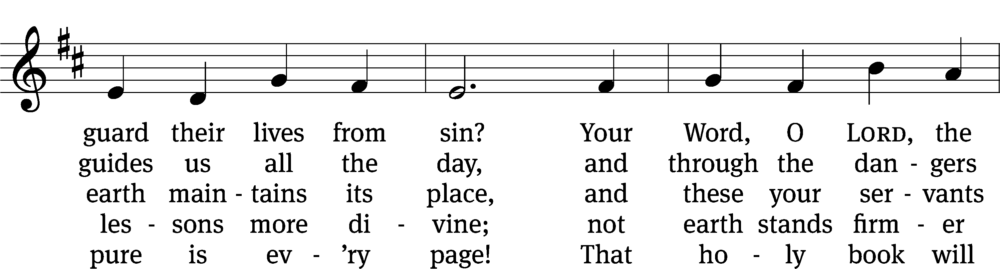 guard their lives from sin? Your Word, O LORD, the
guides us all the day, and through the dan - gers
earth main - tains its place, and these your ser - vants
les - sons more di - vine; not earth stands firm - er
pure is ev - ’ry page! That ho - ly book will